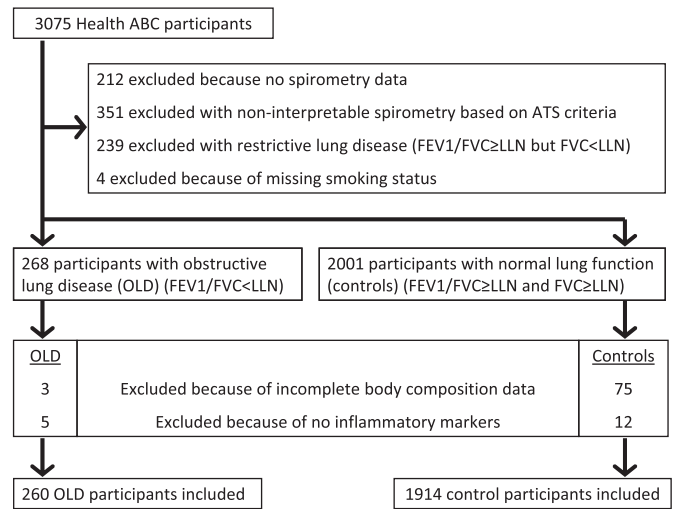 3075 Health ABC participants
212 excluded because no spirometry data
351 excluded with non-interpretable spirometry based on ATS criteria
239 excluded with restrictive lung disease (FEV1/FVC≥LLN but FVC<LLN)
4 excluded because of missing smoking status
268 participants with obstructive
lung disease (OLD) (FEV1/FVC<LLN)
2001 participants with normal lung function
(controls) (FEV1/FVC≥LLN and FVC≥LLN)
OLD Controls
3 Excluded because of incomplete body composition data 75
5 Excluded because of no inflammatory markers 12
260 OLD participants included
1914 control participants included